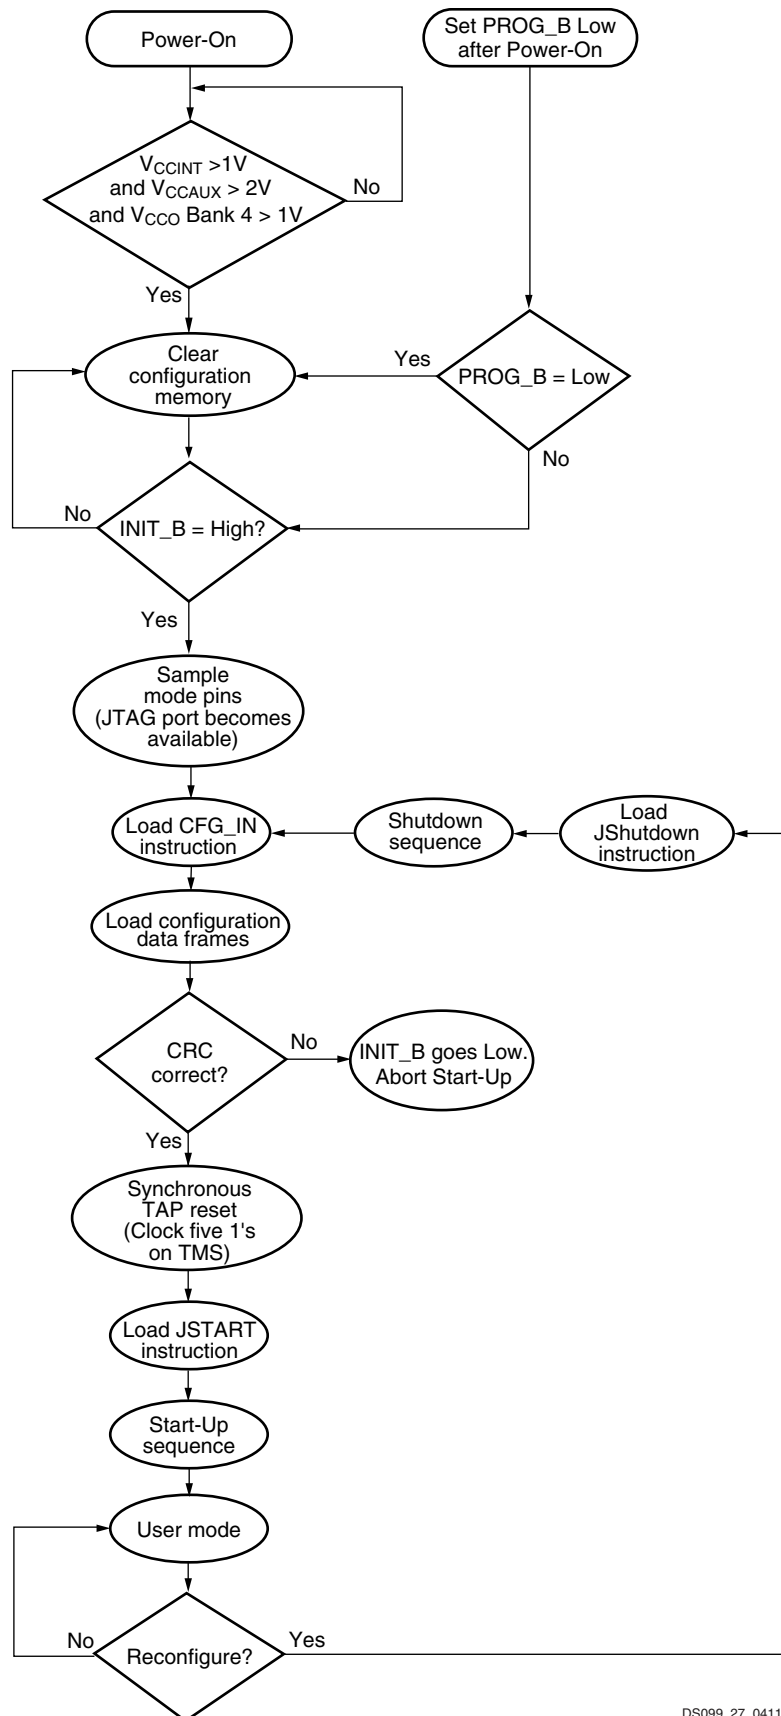 Power-On
Set PROG_B Low
after Power-On
VCCINT >1V
and VCCAUX > 2V
and VCCO Bank 4 > 1V
No
Yes
Clear
configuration
memory
Yes
PROG_B = Low
No
No
INIT_B = High?
Yes
Sample
mode pins
(JTAG port becomes
available)
Load CFG_IN
instruction
Shutdown
sequence
Load
JShutdown
instruction
Load configuration
data frames
CRC
correct?
No
INIT_B goes Low.
Abort Start-Up
Yes
Synchronous
TAP reset
(Clock five 1's
on TMS)
Load JSTART
instruction
Start-Up
sequence
User mode
No
Reconfigure?
Yes
DS099_27_0411